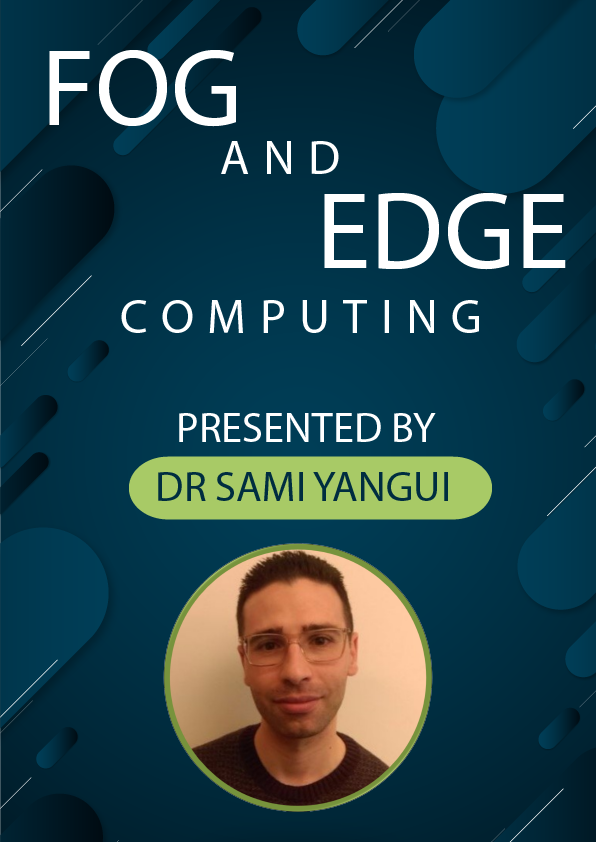 FOG
AND
EDGE
COMPUTING
PRESENTED BY
DR SAMI YANGUI